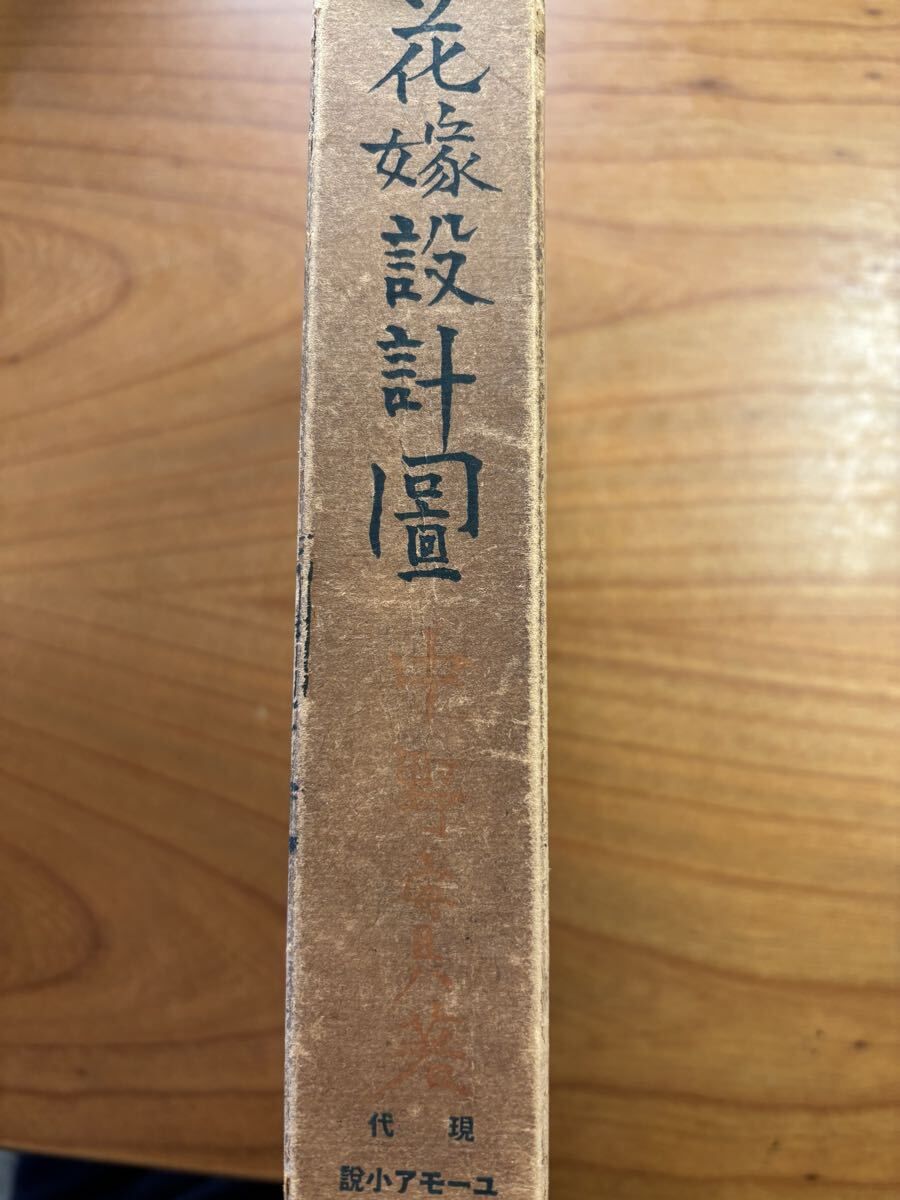 花嫁設計圖
中野實著
現代
ユーモア小說